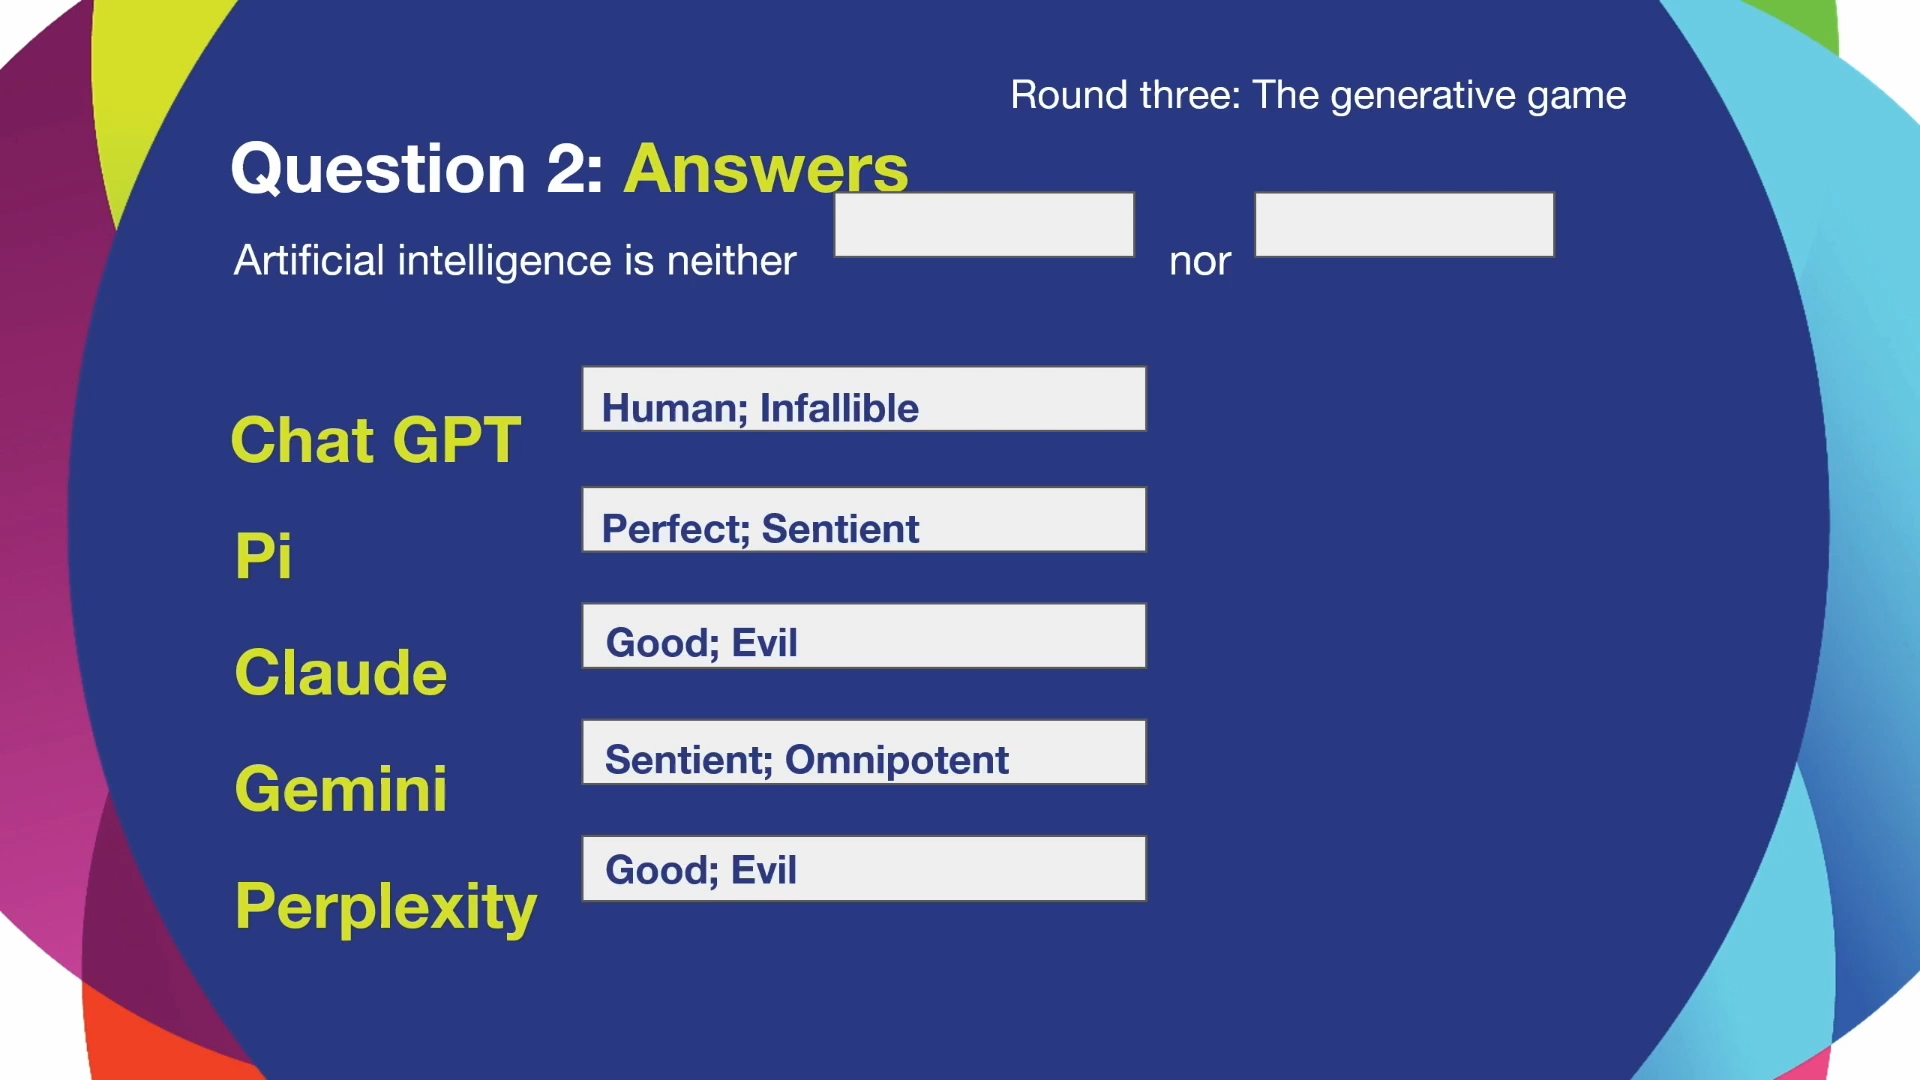 Round three: The generative game
Question 2: Answers
Artificial intelligence is neither nor
Chat GPT Human; Infallible
Pi Perfect; Sentient
Claude Good; Evil
Gemini Sentient; Omnipotent
Perplexity Good; Evil